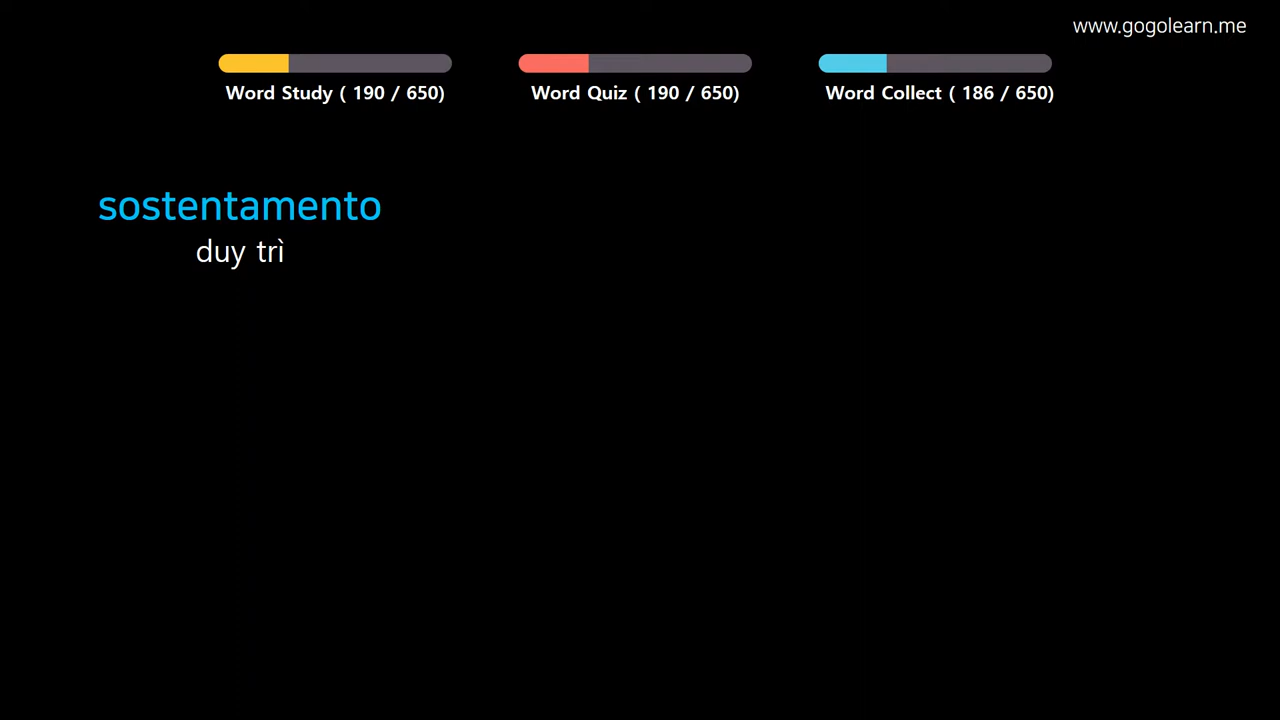 www.gogolearn.me
Word Study ( 190 / 650)
Word Quiz ( 190 / 650)
Word Collect ( 186 / 650)
sostentamento
duy trì